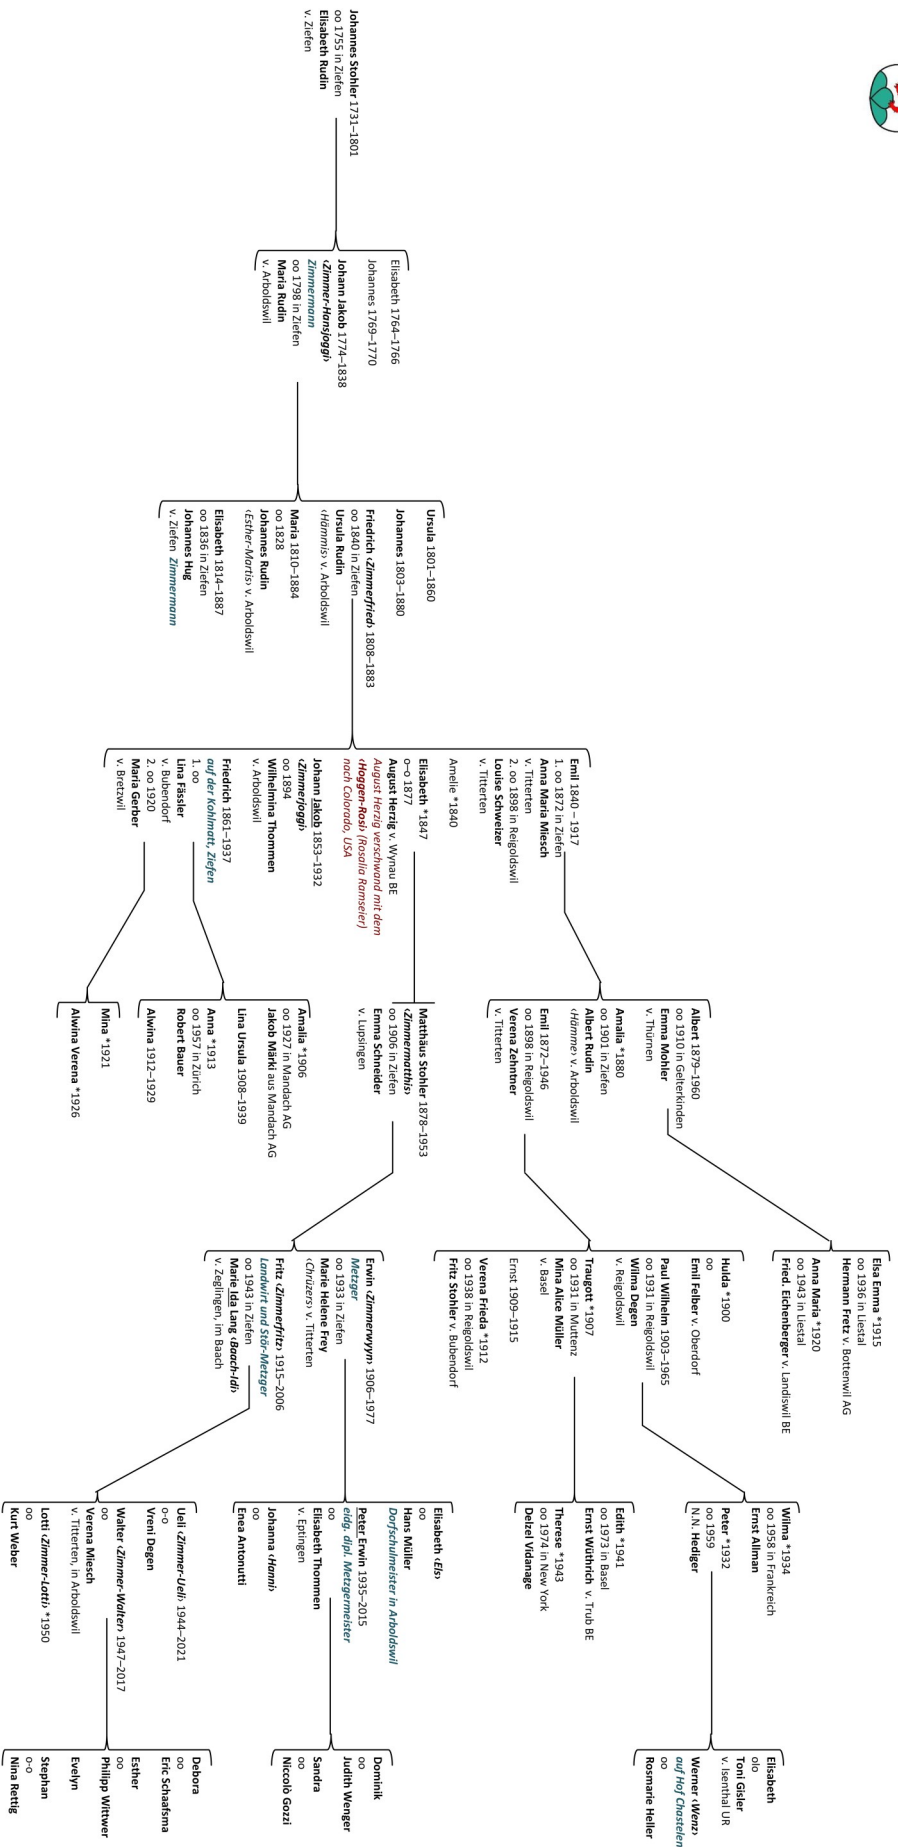 Johannes Stohler 1731–1801
oo 1755 in Ziefen
Elisabeth Rudin
v. Ziefen
Elisabeth 1764–1766
Johannes 1769–1770
Johann Jakob 1774–1838
‹Zimmer-Hansjoggi›
Zimmermann
oo 1798 in Ziefen
Maria Rudin
v. Arboldswil
Ursula 1801–1860
Johannes 1803–1880
Friedrich ‹Zimmerfried› 1808–1883
oo 1840 in Ziefen
Ursula Rudin
‹Hämmis› v. Arboldswil
Maria 1810–1884
oo 1828
Johannes Rudin
‹Esther-Martis› v. Arboldswil
Elisabeth 1814–1887
oo 1836 in Ziefen
Johannes Hug
v. Ziefen Zimmermann
Emil 1840 – 1917
1. oo 1872 in Ziefen
Anna Maria Miesch
v. Titterten
2. oo 1898 in Reigoldswil
Louise Schweizer
v. Titterten
Amelie *1840
Elisabeth *1847
o–o 1877
August Herzig v. Wynau BE
August Herzig verschwand mit dem
‹Hoggen-Rosi› (Rosalia Ramseier)
nach Colorado, USA
Johann Jakob 1853–1932
‹Zimmerjoggi›
oo 1894
Wilhelmina Thommen
v. Arboldswil
Friedrich 1861–1937
auf der Kohlmatt, Ziefen
1. oo
Lina Fässler
v. Bubendorf
2. oo 1920
Maria Gerber
v. Bretzwil
Albert 1879–1960
oo 1910 in Gelterkinden
Emma Mohler
v. Thürnen
Amalia *1880
oo 1901 in Ziefen
Albert Rudin
‹Hämme› v. Arboldswil
Emil 1872–1946
oo 1898 in Reigoldswil
Verena Zehntner
v. Titterten
Matthäus Stohler 1878–1953
‹Zimmermatthis›
oo 1906 in Ziefen
Emma Schneider
v. Lupsingen
Amalia *1906
oo 1927 in Mandach AG
Jakob Märki aus Mandach AG
Lina Ursula 1908–1939
Anna *1913
oo 1957 in Zürich
Robert Bauer
Alwina 1912–1929
Mina *1921
Alwina Verena *1926
Elsa Emma *1915
oo 1936 in Liestal
Hermann Fretz v. Bottenwil AG
Anna Maria *1920
oo 1943 in Liestal
Fried. Eichenberger v. Landiswil BE
Hulda *1900
oo
Emil Felber v. Oberdorf
Paul Wilhelm 1903–1965
oo 1931 in Reigoldswil
Wilma Degen
v. Reigoldswil
Traugott *1907
oo 1931 in Muttenz
Mina Alice Müller
v. Basel
Ernst 1909–1915
Verena Frieda *1912
oo 1938 in Reigoldswil
Fritz Stohler v. Bubendorf
Erwin ‹Zimmerwyyn› 1906–1977
Metzger
oo 1933 in Ziefen
Marie Helene Frey
‹Chrüzers› v. Titterten
Fritz ‹Zimmerfritz› 1915–2006
Landwirt und Stör-Metzger
oo 1943 in Ziefen
Marie Ida Lang ‹Baach-Idi›
v. Zeglingen, im Baach
Wilma *1934
oo 1958 in Frankreich
Ernst Allman
Peter *1932
oo 1959
N.N. Hediger
Edith *1941
oo 1973 in Basel
Ernst Wüthrich v. Trub BE
Therese *1943
oo 1974 in New York
Deizel Vidanage
Elisabeth ‹Els›
oo
Hans Müller
Dorfschulmeister in Arboldswil
Peter Erwin 1935–2015
eidg. dipl. Metzgermeister
oo
Elisabeth Thommen
v. Eptingen
Johanna ‹Hanni›
oo
Enea Antonutti
Ueli ‹Zimmer-Ueli› 1944–2021
o-o
Vreni Degen
Walter ‹Zimmer-Walter› 1947–2017
oo
Verena Miesch
v. Titterten, in Arboldswil
Lotti ‹Zimmer-Lotti› *1950
oo
Kurt Weber
Elisabeth
olo
Toni Gisler
v. Isenthal UR
Werner ‹Wenz›
auf Hof Chastelen
oo
Rosmarie Heller
Dominik
oo
Judith Wenger
Sandra
oo
Niccolò Gozzi
Debora
oo
Eric Schaafsma
Esther
oo
Philipp Wittwer
Evelyn
Stephan
o-o
Nina Rettig